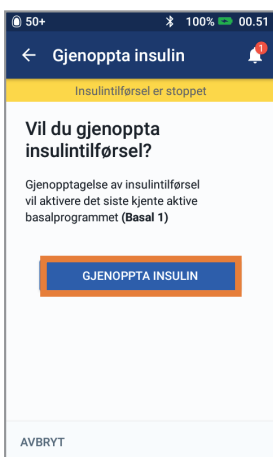 50+ 100% 00.51
Gjenoppta insulin
Insulintilførsel er stoppet
Vil du gjenoppta
insulintilførsel?
Gjenopptagelse av insulintilførsel
vil aktivere det siste kjente aktive
basalprogrammet (Basal 1)
GJENOPPTA INSULIN
AVBRYT